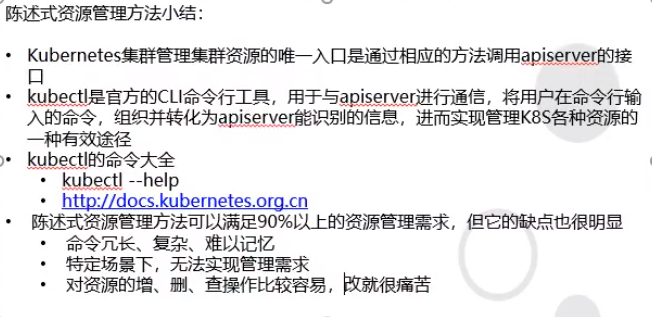 陈述式资源管理方法小结：
• Kubernetes集群管理集群资源的唯一入口是通过相应的方法调用apiserver的接
口
• kubectl是官方的CLI命令行工具，用于与apiserver进行通信，将用户在命令行输
入的命令，组织并转化为apiserver能识别的信息，进而实现管理K8S各种资源的
一种有效途径
• kubectl的命令大全
• kubectl --help
• http://docs.kubernetes.org.cn
• 陈述式资源管理方法可以满足90%以上的资源管理需求，但它的缺点也很明显
• 命令冗长、复杂、难以记忆
• 特定场景下，无法实现管理需求
• 对资源的增、删、查操作比较容易，改就很痛苦